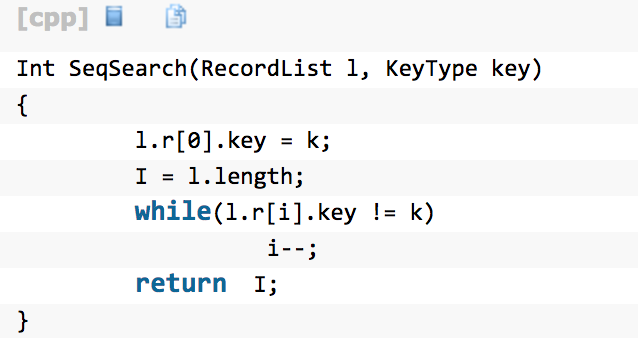 [cpp]
Int SeqSearch(RecordList l, KeyType key)
{
l.r[0].key = k;
I = l.length;
while(l.r[i].key != k)
i--;
return I;
}